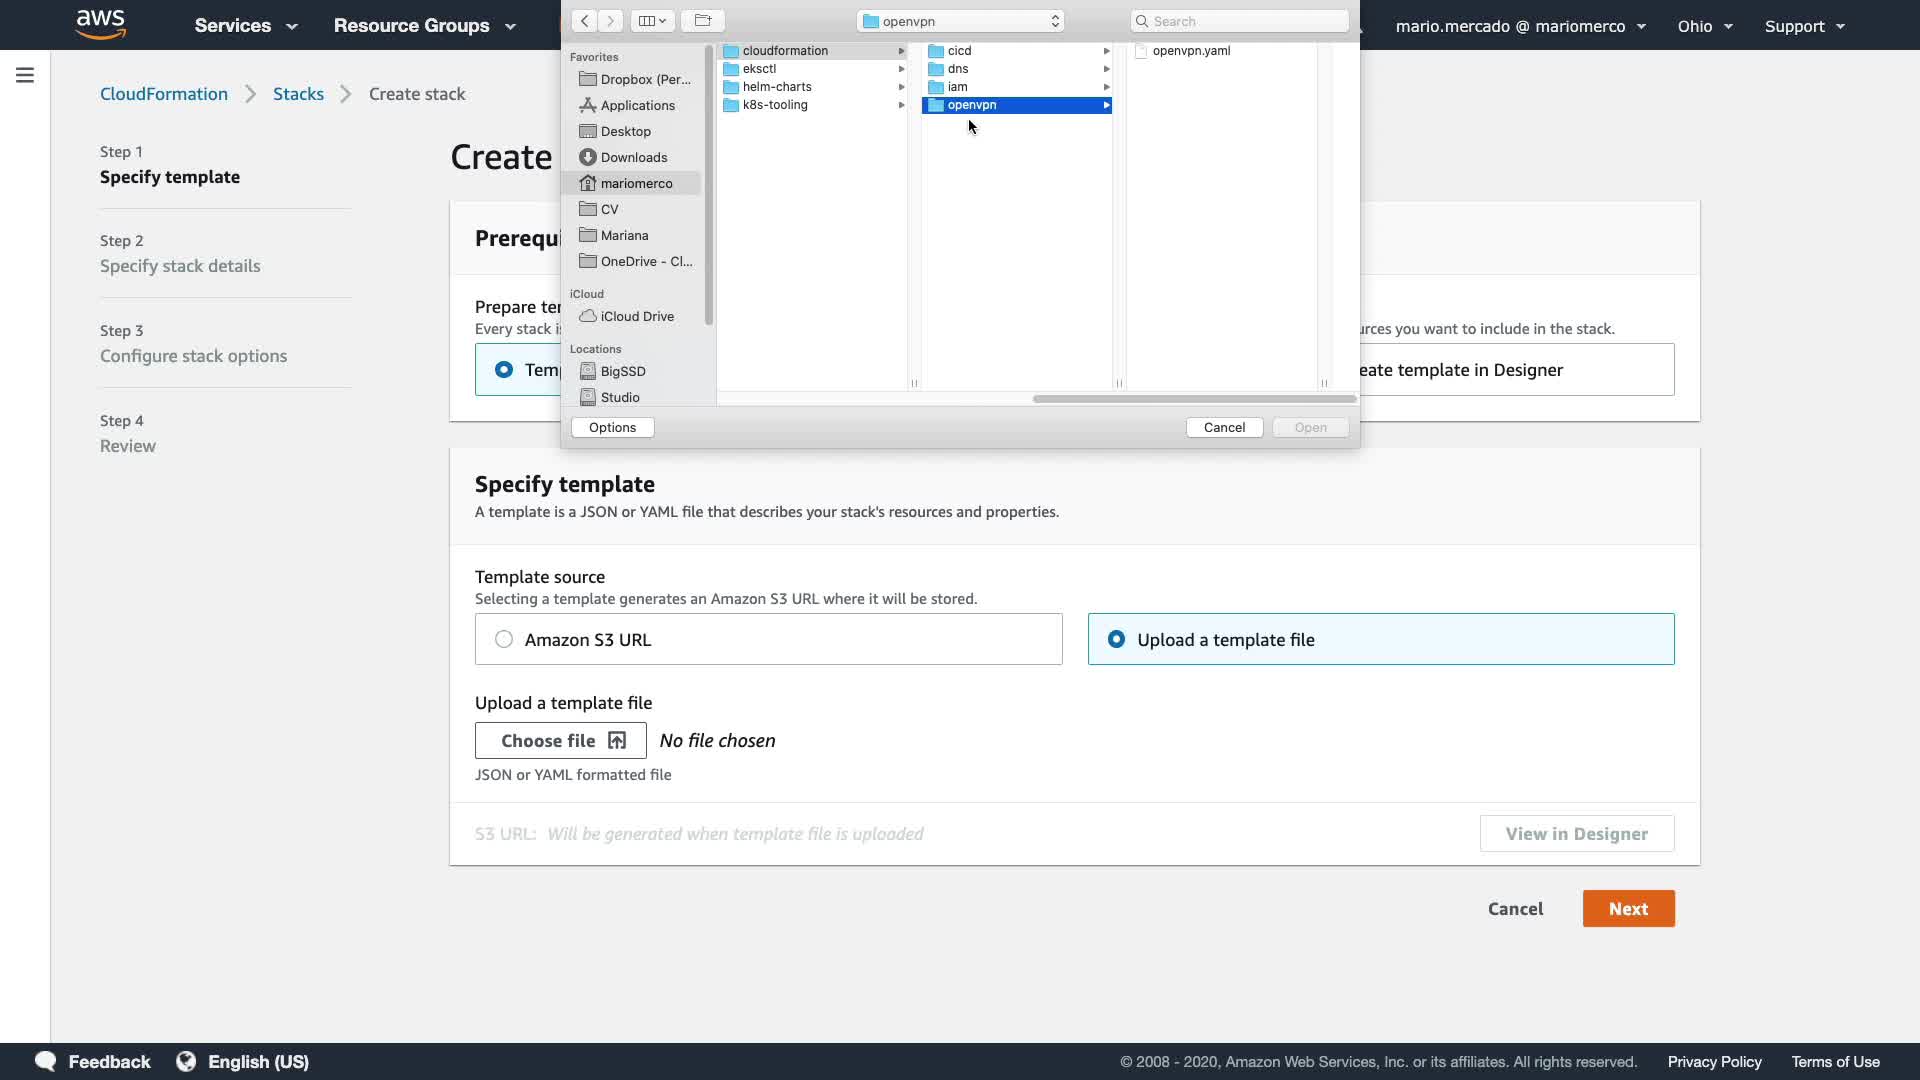 aws
Services
Resource Groups
mario.mercado @ mariomerco
Ohio
Support
openvpn
Search
Favorites
Dropbox (Per...
Applications
Desktop
Downloads
mariomerco
CV
Mariana
OneDrive - Cl...
iCloud
iCloud Drive
Locations
BigSSD
Studio
cloudformation
eksctl
helm-charts
k8s-tooling
cicd
dns
iam
openvpn
openvpn.yaml
Options
Cancel
Open
CloudFormation
Stacks
Create stack
Step 1
Specify template
Step 2
Specify stack details
Step 3
Configure stack options
Step 4
Review
Create
Prerequi
Prepare te
Every stack i
urces you want to include in the stack.
Tem
eate template in Designer
Specify template
A template is a JSON or YAML file that describes your stack's resources and properties.
Template source
Selecting a template generates an Amazon S3 URL where it will be stored.
Amazon S3 URL
Upload a template file
Upload a template file
Choose file
No file chosen
JSON or YAML formatted file
S3 URL: Will be generated when template file is uploaded
View in Designer
Cancel
Next
Feedback
English (US)
© 2008 - 2020, Amazon Web Services, Inc. or its affiliates. All rights reserved.
Privacy Policy
Terms of Use